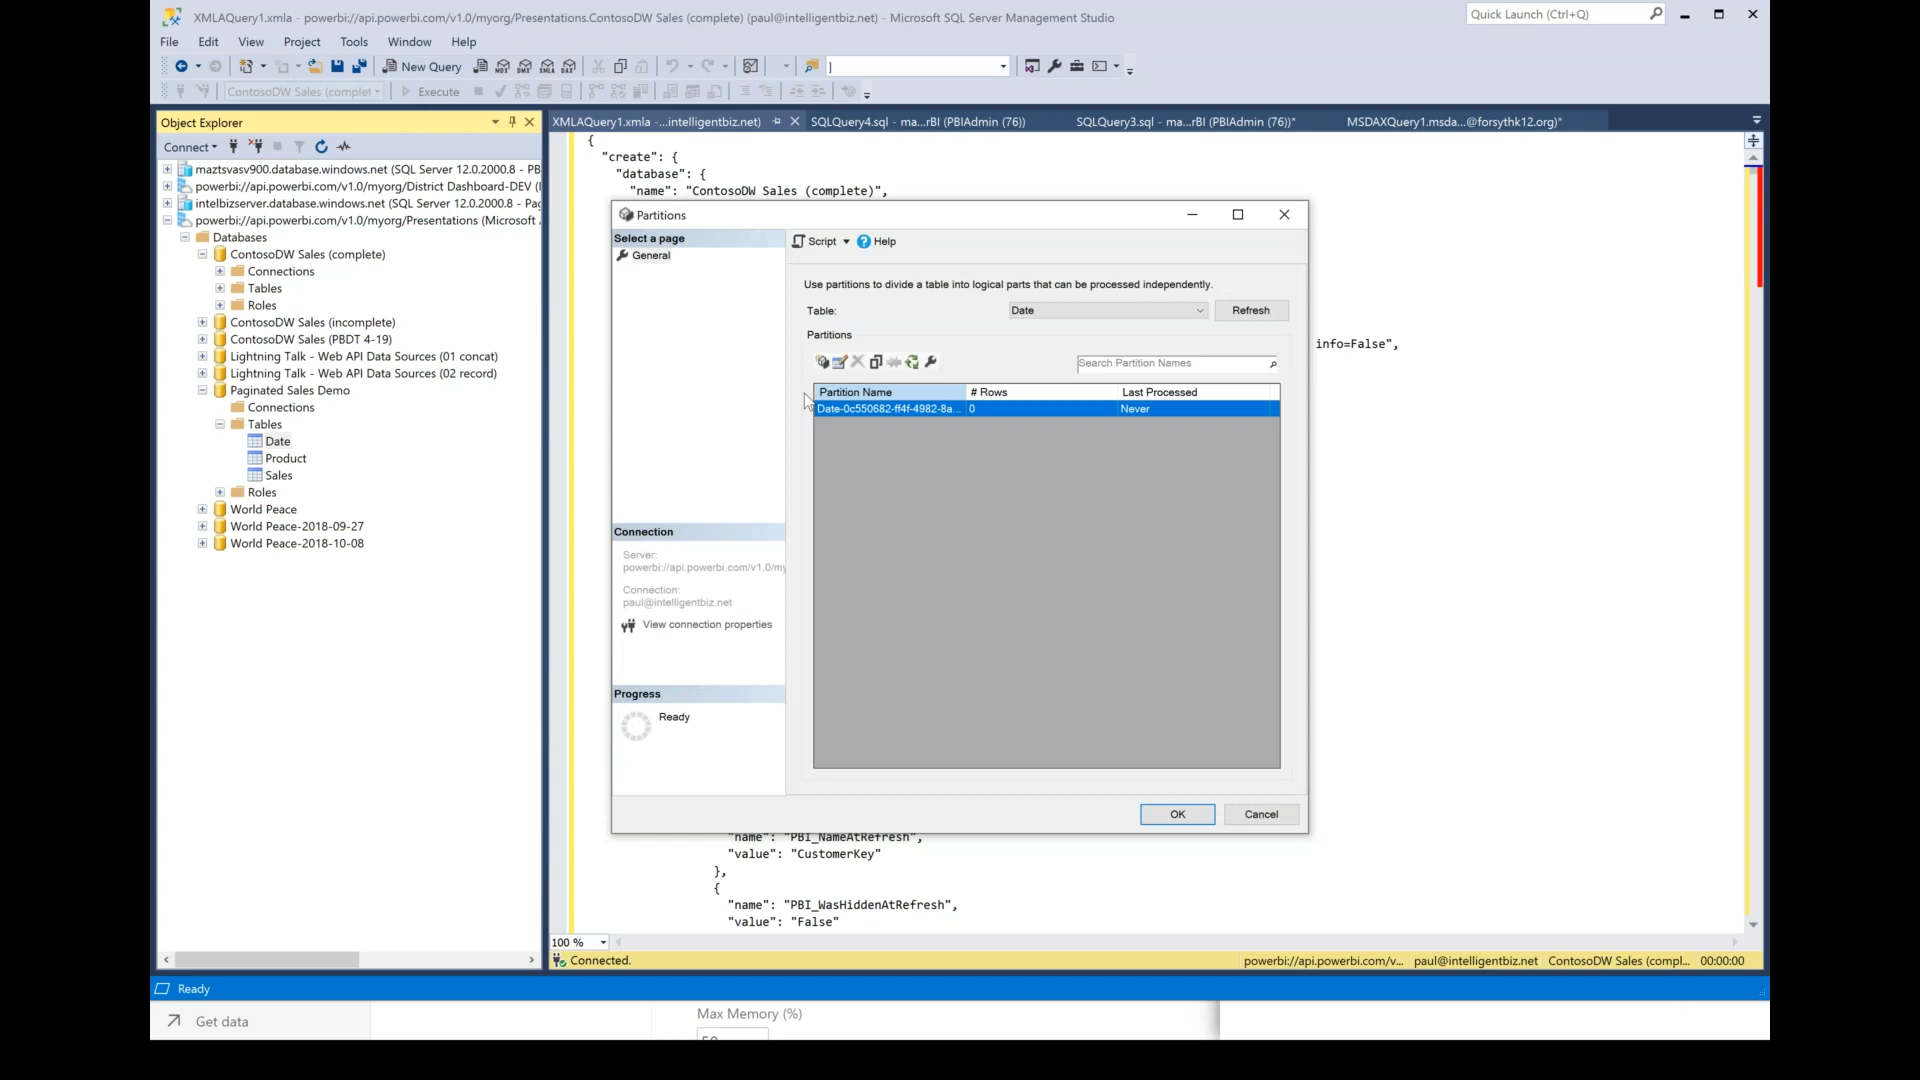 XMLAQuery1.xmla - powerbi://api.powerbi.com/v1.0/myorg/Presentations.ContosoDW Sales (complete) (paul@intelligentbiz.net) - Microsoft SQL Server Management Studio
Quick Launch (Ctrl+Q)
File Edit View Project Tools Window Help
New Query MDX DMX XMLA DAX ]
ContosoDW Sales (complet Execute
Object Explorer
XMLAQuery1.xmla -...intelligentbiz.net) SQLQuery4.sql - ma...rBI (PBIAdmin (76)) SQLQuery3.sql - ma...rBI (PBIAdmin (76))* MSDAXQuery1.msda...@forsythk12.org)*
Connect
maztsvasv900.database.windows.net (SQL Server 12.0.2000.8 - PB
powerbi://api.powerbi.com/v1.0/myorg/District Dashboard-DEV (
intelbizserver.database.windows.net (SQL Server 12.0.2000.8 - Pag
powerbi://api.powerbi.com/v1.0/myorg/Presentations (Microsoft
Databases
ContosoDW Sales (complete)
Connections
Tables
Roles
ContosoDW Sales (incomplete)
ContosoDW Sales (PBDT 4-19)
Lightning Talk - Web API Data Sources (01 concat)
Lightning Talk - Web API Data Sources (02 record)
Paginated Sales Demo
Connections
Tables
Date
Product
Sales
Roles
World Peace
World Peace-2018-09-27
World Peace-2018-10-08
{
"create": {
"database": {
"name": "ContosoDW Sales (complete)",
info=False",
Partitions
Select a page
General
Script Help
Use partitions to divide a table into logical parts that can be processed independently.
Table: Date Refresh
Partitions
Search Partition Names
Partition Name # Rows Last Processed
Date-0c550682-ff4f-4982-8a... 0 Never
Connection
Server:
powerbi://api.powerbi.com/v1.0/my
Connection:
paul@intelligentbiz.net
View connection properties
Progress
Ready
OK Cancel
"name": "PBI_NameAtRefresh",
"value": "CustomerKey"
},
{
"name": "PBI_WasHiddenAtRefresh",
"value": "False"
100 %
Connected. powerbi://api.powerbi.com/v... paul@intelligentbiz.net ContosoDW Sales (compl... 00:00:00
Ready
Get data
Max Memory (%)